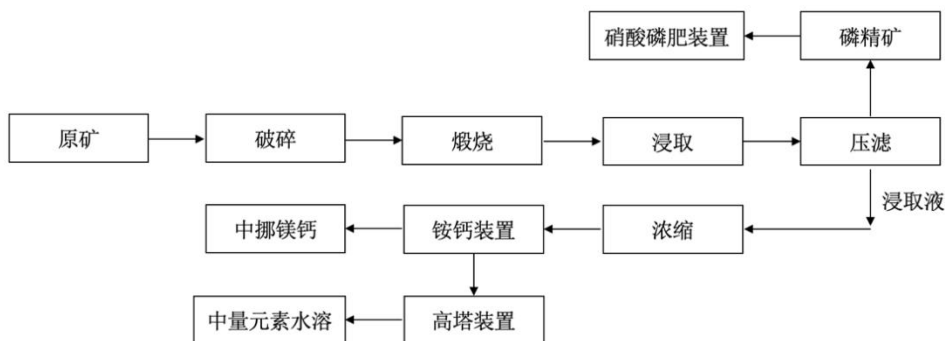 硝酸磷肥装置
磷精矿
原矿
破碎
煅烧
浸取
压滤
浸取液
中挪镁钙
铵钙装置
浓缩
中量元素水溶
高塔装置